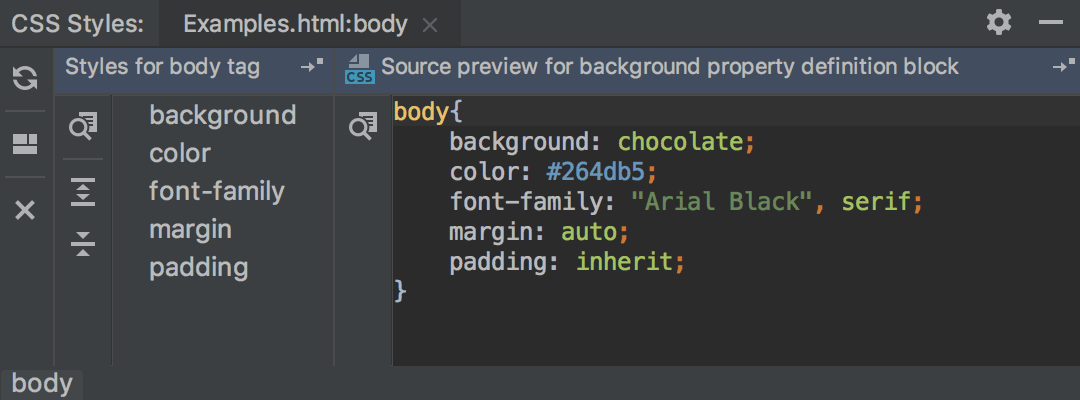 CSS Styles: Examples.html:body
Styles for body tag
CSS Source preview for background property definition block
background
color
font-family
margin
padding
body{
background: chocolate;
color: #264db5;
font-family: "Arial Black", serif;
margin: auto;
padding: inherit;
}
body